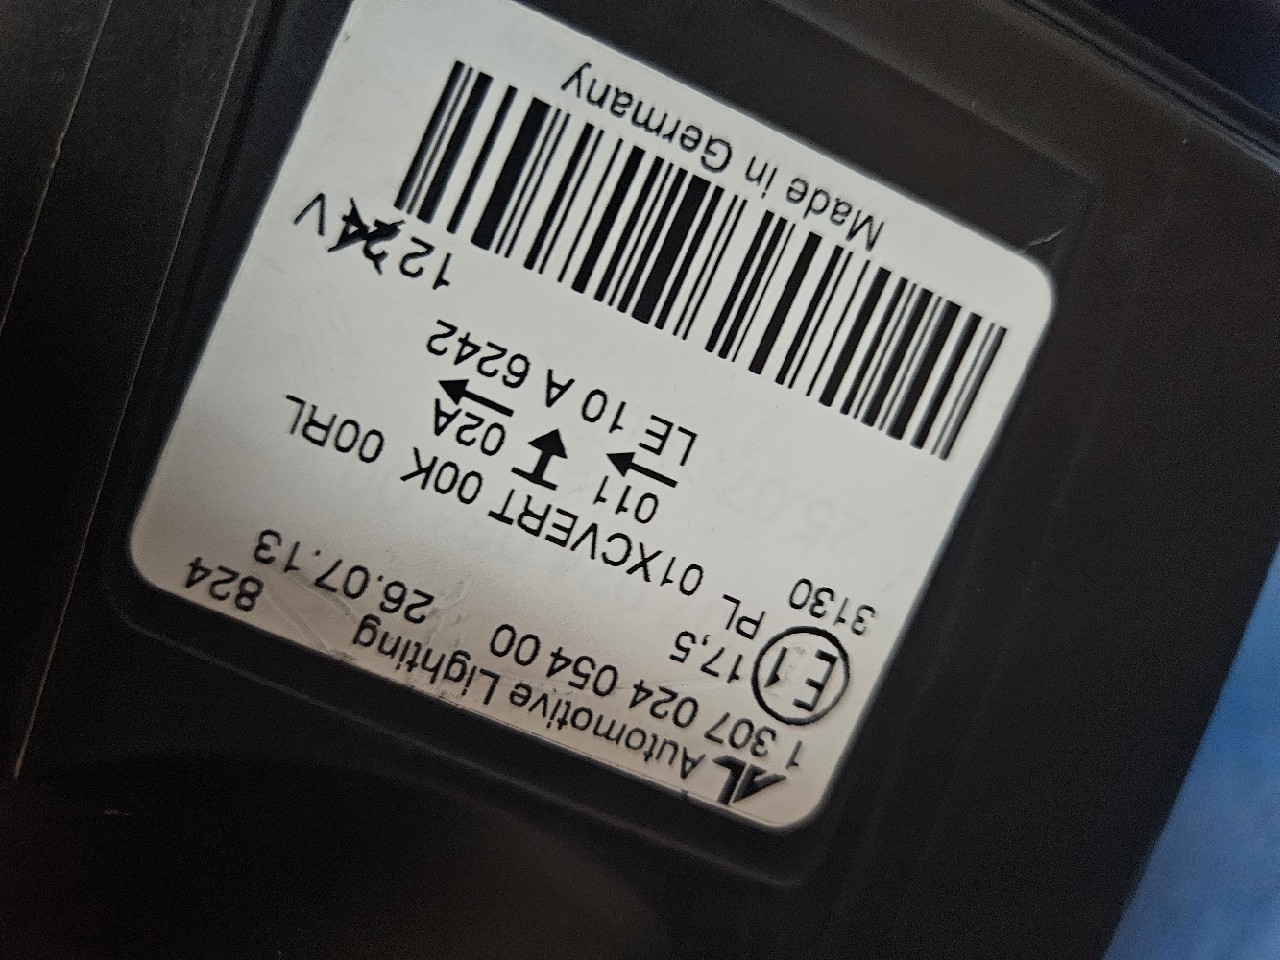 AL Automotive Lighting 824
1 307 024 054 00 26.07.13
E1 17,5
PL 01XCVERT 00K 00RL
3130 011 02A
LE 10 A 6242
12 V
Made in Germany